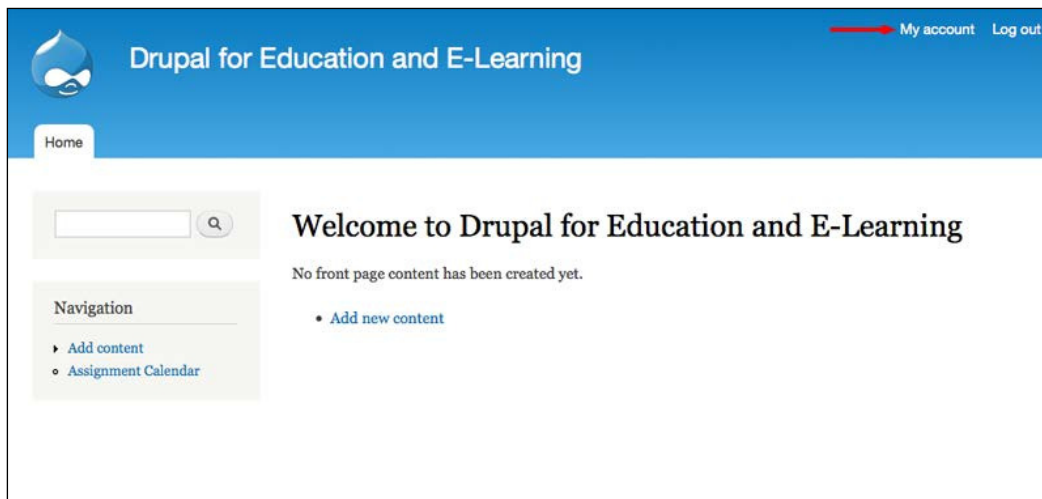 My account Log out
Drupal for Education and E-Learning
Home
Welcome to Drupal for Education and E-Learning
No front page content has been created yet.
Add new content
Navigation
Add content
Assignment Calendar